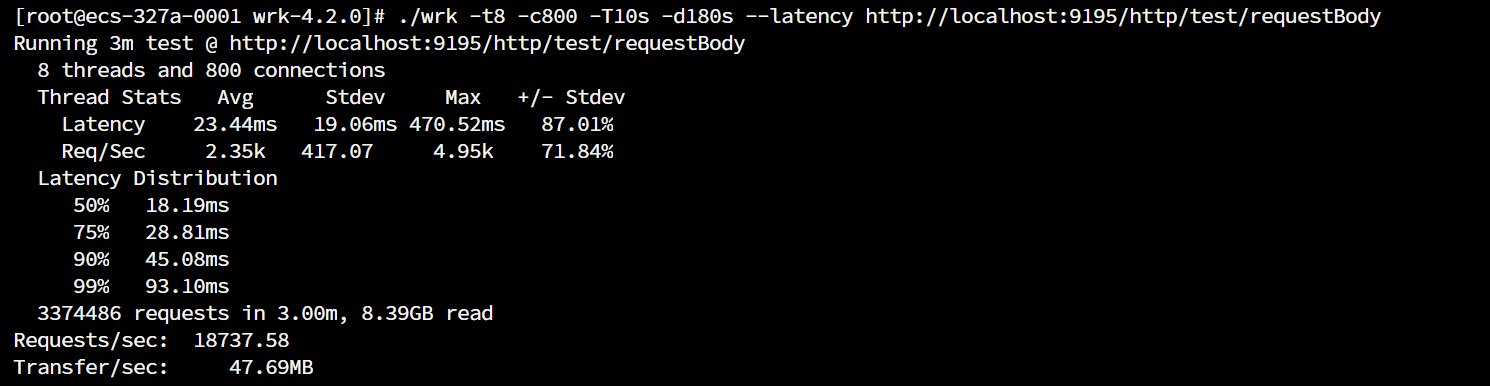 [root@ecs-327a-0001 wrk-4.2.0]# ./wrk -t8 -c800 -T10s -d180s --latency http://localhost:9195/http/test/requestBody
Running 3m test @ http://localhost:9195/http/test/requestBody
  8 threads and 800 connections
  Thread Stats   Avg      Stdev     Max   +/- Stdev
    Latency    23.44ms   19.06ms 470.52ms   87.01%
    Req/Sec     2.35k   417.07     4.95k    71.84%
  Latency Distribution
     50%   18.19ms
     75%   28.81ms
     90%   45.08ms
     99%   93.10ms
  3374486 requests in 3.00m, 8.39GB read
Requests/sec:  18737.58
Transfer/sec:     47.69MB